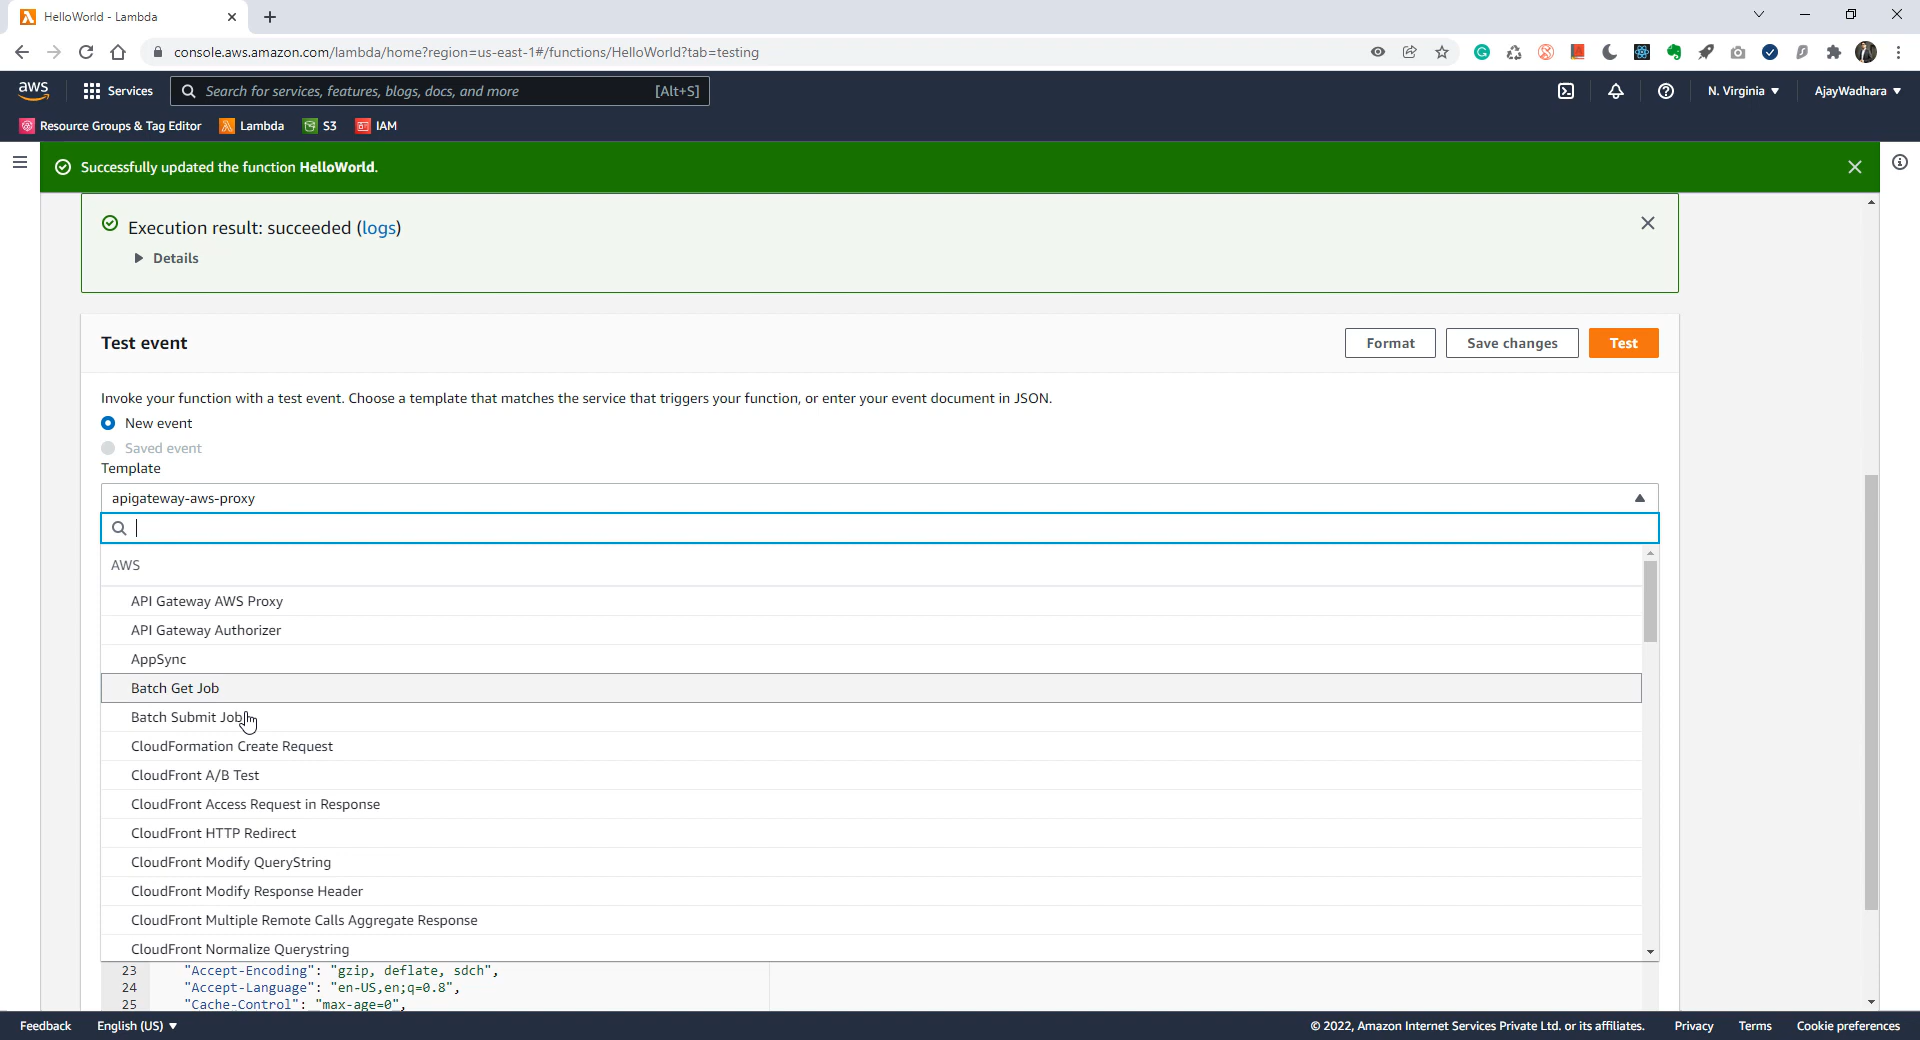 HelloWorld - Lambda
console.aws.amazon.com/lambda/home?region=us-east-1#/functions/HelloWorld?tab=testing
aws
Services
Search for services, features, blogs, docs, and more [Alt+S]
N. Virginia ▼
AjayWadhara ▼
Resource Groups & Tag Editor
Lambda
S3
IAM
Successfully updated the function HelloWorld.
Execution result: succeeded (logs)
Details
Test event
Format
Save changes
Test
Invoke your function with a test event. Choose a template that matches the service that triggers your function, or enter your event document in JSON.
New event
Saved event
Template
apigateway-aws-proxy
AWS
API Gateway AWS Proxy
API Gateway Authorizer
AppSync
Batch Get Job
Batch Submit Job
CloudFormation Create Request
CloudFront A/B Test
CloudFront Access Request in Response
CloudFront HTTP Redirect
CloudFront Modify QueryString
CloudFront Modify Response Header
CloudFront Multiple Remote Calls Aggregate Response
CloudFront Normalize Querystring
23 "Accept-Encoding": "gzip, deflate, sdch",
24 "Accept-Language": "en-US,en;q=0.8",
25 "Cache-Control": "max-age=0",
Feedback
English (US) ▼
© 2022, Amazon Internet Services Private Ltd. or its affiliates.
Privacy
Terms
Cookie preferences